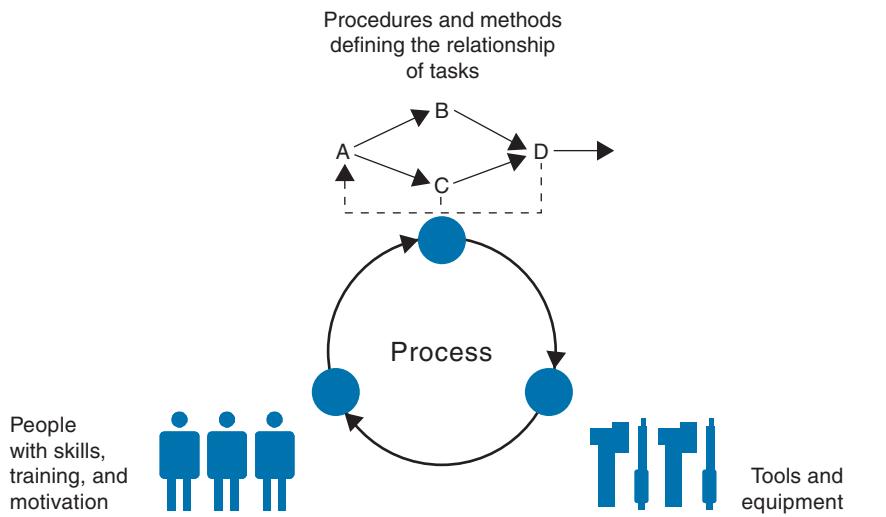 Procedures and methods
defining the relationship
of tasks
B
A
D
C
Process
People
with skills,
training, and
motivation
Tools and
equipment